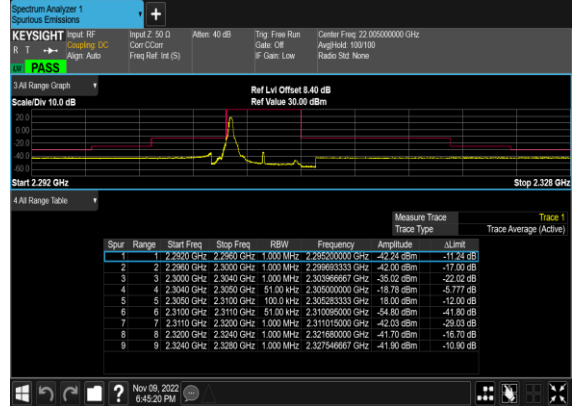 Spectrum Analyzer 1
Spurious Emissions
+
KEYSIGHT Input: RF Input Z: 50 Ω Atten: 40 dB Trig: Free Run Center Freq: 22.005000000 GHz
R T Coupling: DC Corr CCorr Gate: Off Avg|Hold: 100/100
Align: Auto Freq Ref: Int (S) IF Gain: Low Radio Std: None
PASS
3 All Range Graph
Ref Lvl Offset 8.40 dB
Scale/Div 10.0 dB Ref Value 30.00 dBm
20.0
0.00
-20.0
-40.0
-60.0
Start 2.292 GHz Stop 2.328 GHz
4 All Range Table
Measure Trace Trace 1
Trace Type Trace Average (Active)
Spur Range Start Freq Stop Freq RBW Frequency Amplitude ΔLimit
1 1 2.2920 GHz 2.2960 GHz 1.000 MHz 2.295200000 GHz -42.24 dBm -11.24 dB
2 2 2.2960 GHz 2.3000 GHz 1.000 MHz 2.299693333 GHz -42.00 dBm -17.00 dB
3 3 2.3000 GHz 2.3040 GHz 1.000 MHz 2.303966667 GHz -35.02 dBm -22.02 dB
4 4 2.3040 GHz 2.3050 GHz 51.00 kHz 2.305000000 GHz -18.78 dBm -5.777 dB
5 5 2.3050 GHz 2.3100 GHz 100.0 kHz 2.305283333 GHz 18.00 dBm -12.00 dB
6 6 2.3100 GHz 2.3110 GHz 51.00 kHz 2.310095000 GHz -54.80 dBm -41.80 dB
7 7 2.3110 GHz 2.3200 GHz 1.000 MHz 2.311015000 GHz -42.03 dBm -29.03 dB
8 8 2.3200 GHz 2.3240 GHz 1.000 MHz 2.321680000 GHz -41.70 dBm -16.70 dB
9 9 2.3240 GHz 2.3280 GHz 1.000 MHz 2.327546667 GHz -41.90 dBm -10.90 dB
? Nov 09, 2022
6:45:20 PM